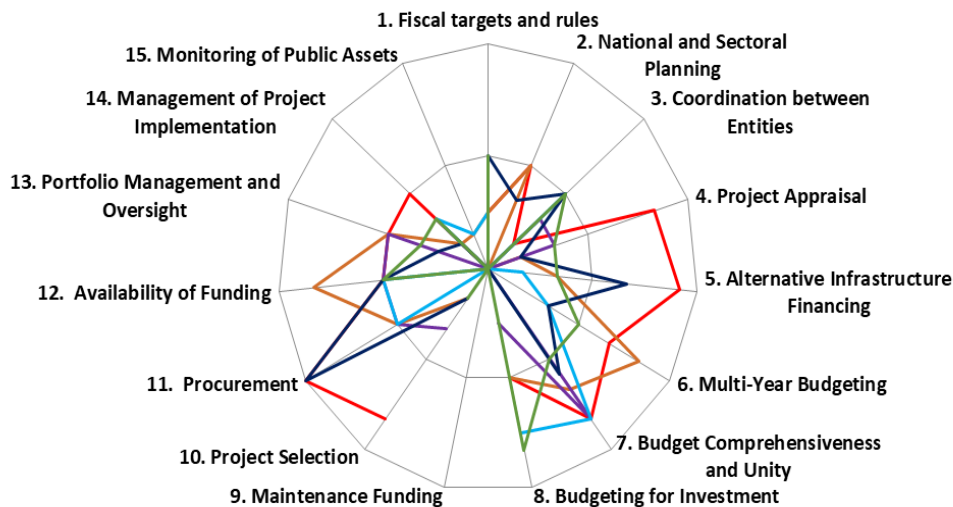 1. Fiscal targets and rules
2. National and Sectoral
Planning
3. Coordination between
Entities
4. Project Appraisal
5. Alternative Infrastructure
Financing
6. Multi-Year Budgeting
7. Budget Comprehensiveness
and Unity
8. Budgeting for Investment
9. Maintenance Funding
10. Project Selection
11. Procurement
12. Availability of Funding
13. Portfolio Management and
Oversight
14. Management of Project
Implementation
15. Monitoring of Public Assets